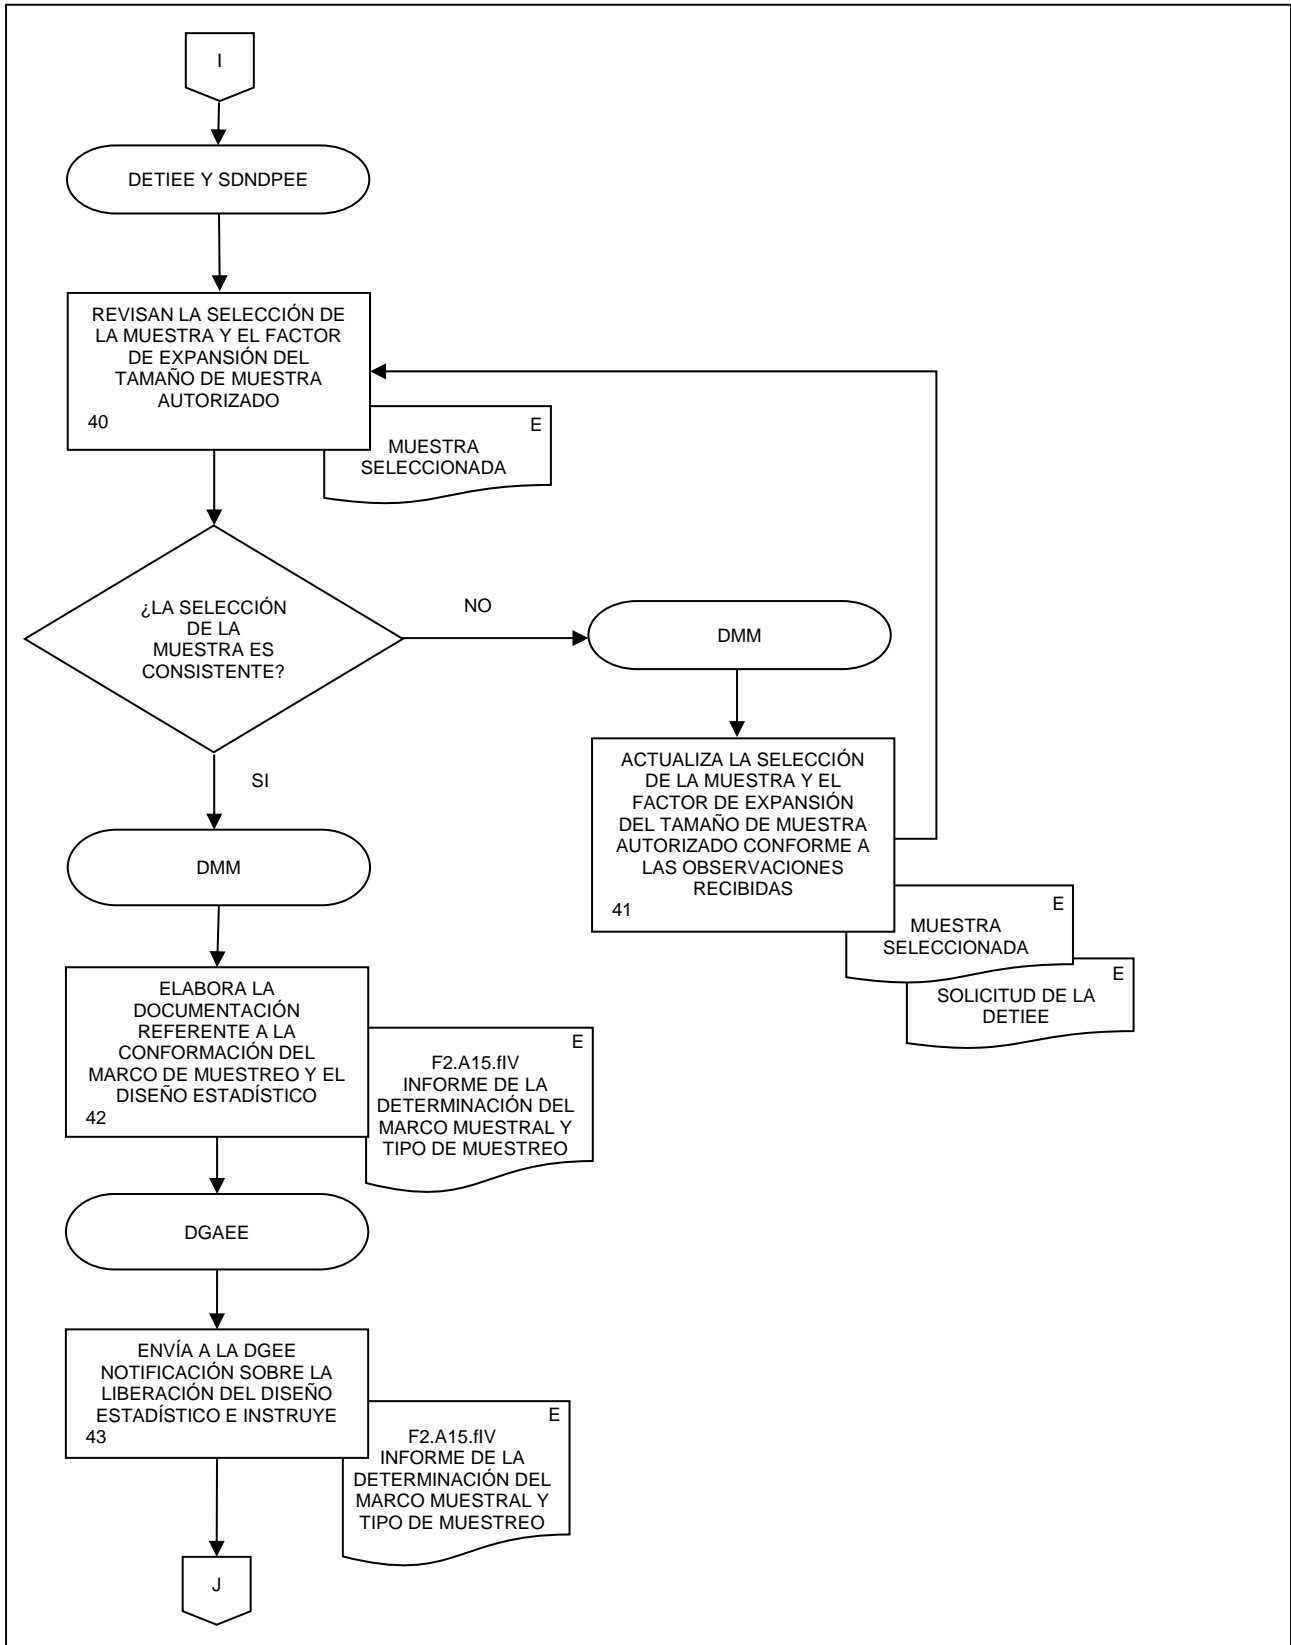 I
DETIEE Y SDNDPEE
REVISAN LA SELECCIÓN DE
LA MUESTRA Y EL FACTOR
DE EXPANSIÓN DEL
TAMAÑO DE MUESTRA
AUTORIZADO
40
E
MUESTRA
SELECCIONADA
¿LA SELECCIÓN
DE LA
MUESTRA ES
CONSISTENTE?
NO
DMM
ACTUALIZA LA SELECCIÓN
DE LA MUESTRA Y EL
FACTOR DE EXPANSIÓN
DEL TAMAÑO DE MUESTRA
AUTORIZADO CONFORME A
LAS OBSERVACIONES
RECIBIDAS
41
E
MUESTRA
SELECCIONADA
E
SOLICITUD DE LA
DETIEE
SI
DMM
ELABORA LA
DOCUMENTACIÓN
REFERENTE A LA
CONFORMACIÓN DEL
MARCO DE MUESTREO Y EL
DISEÑO ESTADÍSTICO
42
E
F2.A15.fIV
INFORME DE LA
DETERMINACIÓN DEL
MARCO MUESTRAL Y
TIPO DE MUESTREO
DGAEE
ENVÍA A LA DGEE
NOTIFICACIÓN SOBRE LA
LIBERACIÓN DEL DISEÑO
ESTADÍSTICO E INSTRUYE
43
E
F2.A15.fIV
INFORME DE LA
DETERMINACIÓN DEL
MARCO MUESTRAL Y
TIPO DE MUESTREO
J